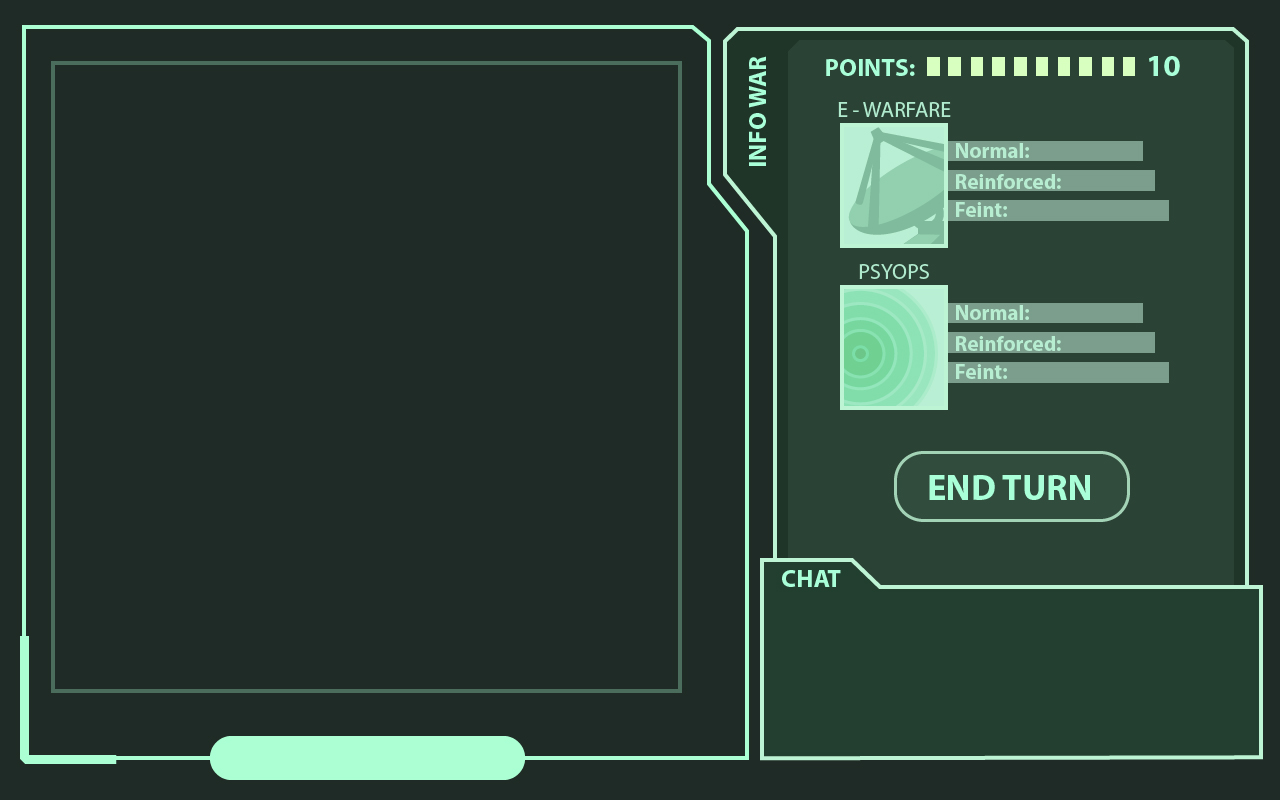 INFO WAR
POINTS: 10
E - WARFARE
Normal:
Reinforced:
Feint:
PSYOPS
Normal:
Reinforced:
Feint:
END TURN
CHAT